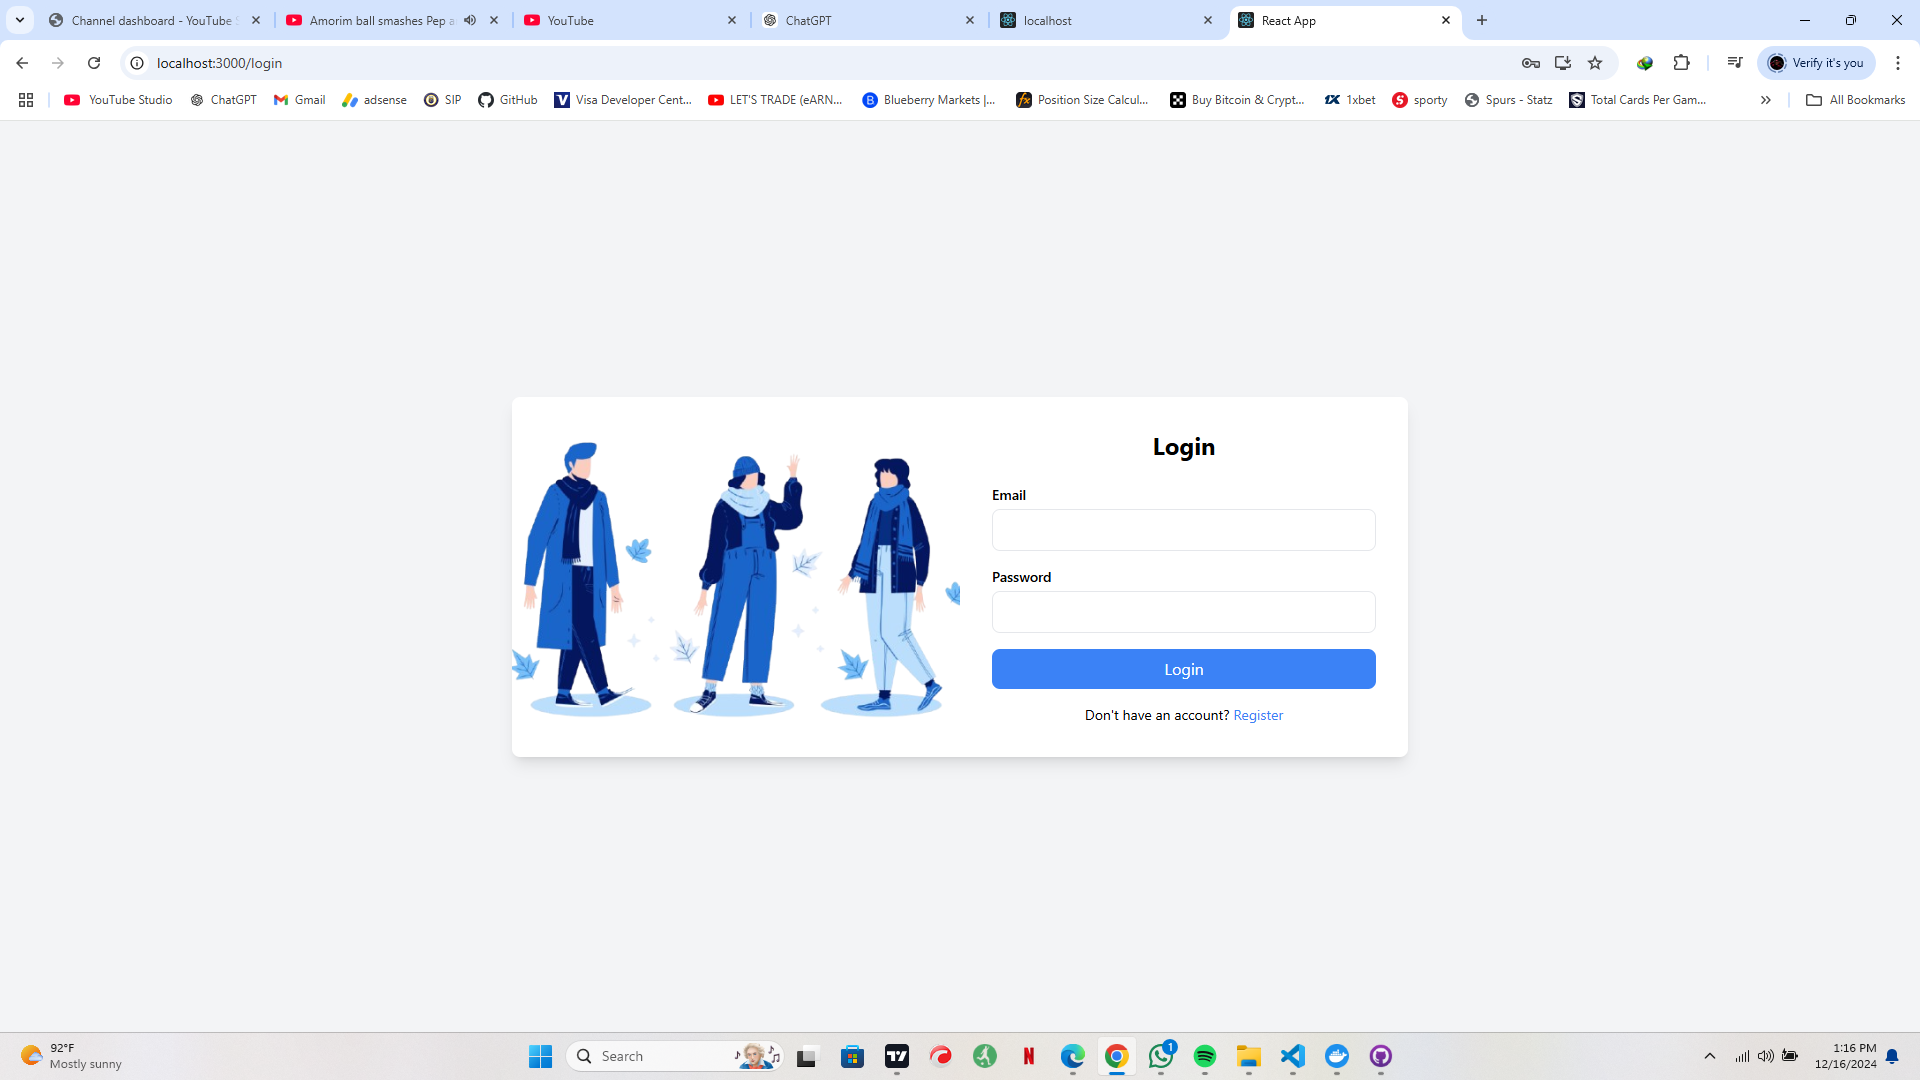 Channel dashboard - YouTube S
Amorim ball smashes Pep a
YouTube
ChatGPT
localhost
React App
localhost:3000/login
Verify it's you
YouTube Studio
ChatGPT
Gmail
adsense
SIP
GitHub
Visa Developer Cent...
LET'S TRADE (eARN...
Blueberry Markets |...
Position Size Calcul...
Buy Bitcoin & Crypt...
1xbet
sporty
Spurs - Statz
Total Cards Per Gam...
All Bookmarks
Login
Email
Password
Login
Don't have an account? Register
92°F
Mostly sunny
Search
1
1:16 PM
12/16/2024